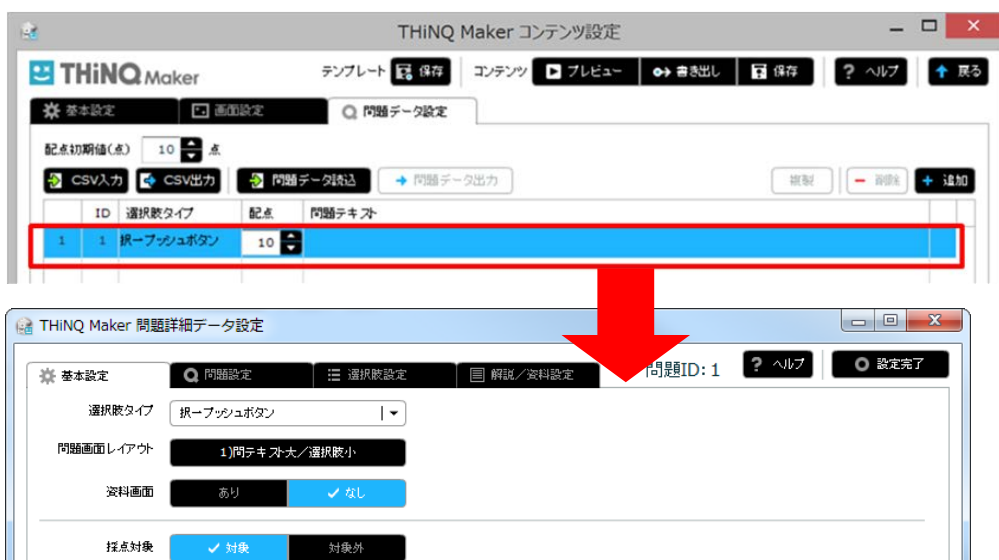 THiNQ Maker コンテンツ設定
THiNQ Maker テンプレート 保存 コンテンツ プレビュー 書き出し 保存 ? ヘルプ 戻る
基本設定 画面設定 問題データ設定
配点初期値(点) 10 点
CSV入力 CSV出力 問題データ読込 問題データ出力 複製 削除 追加
ID 選択肢タイプ 配点 問題テキスト
1 1 択一プッシュボタン 10
THiNQ Maker 問題詳細データ設定
基本設定 問題設定 選択肢設定 解説/資料設定 問題ID: 1 ? ヘルプ 設定完了
選択肢タイプ 択一プッシュボタン
問題画面レイアウト 1)問テキスト大/選択肢小
資料画面 あり なし
採点対象 対象 対象外